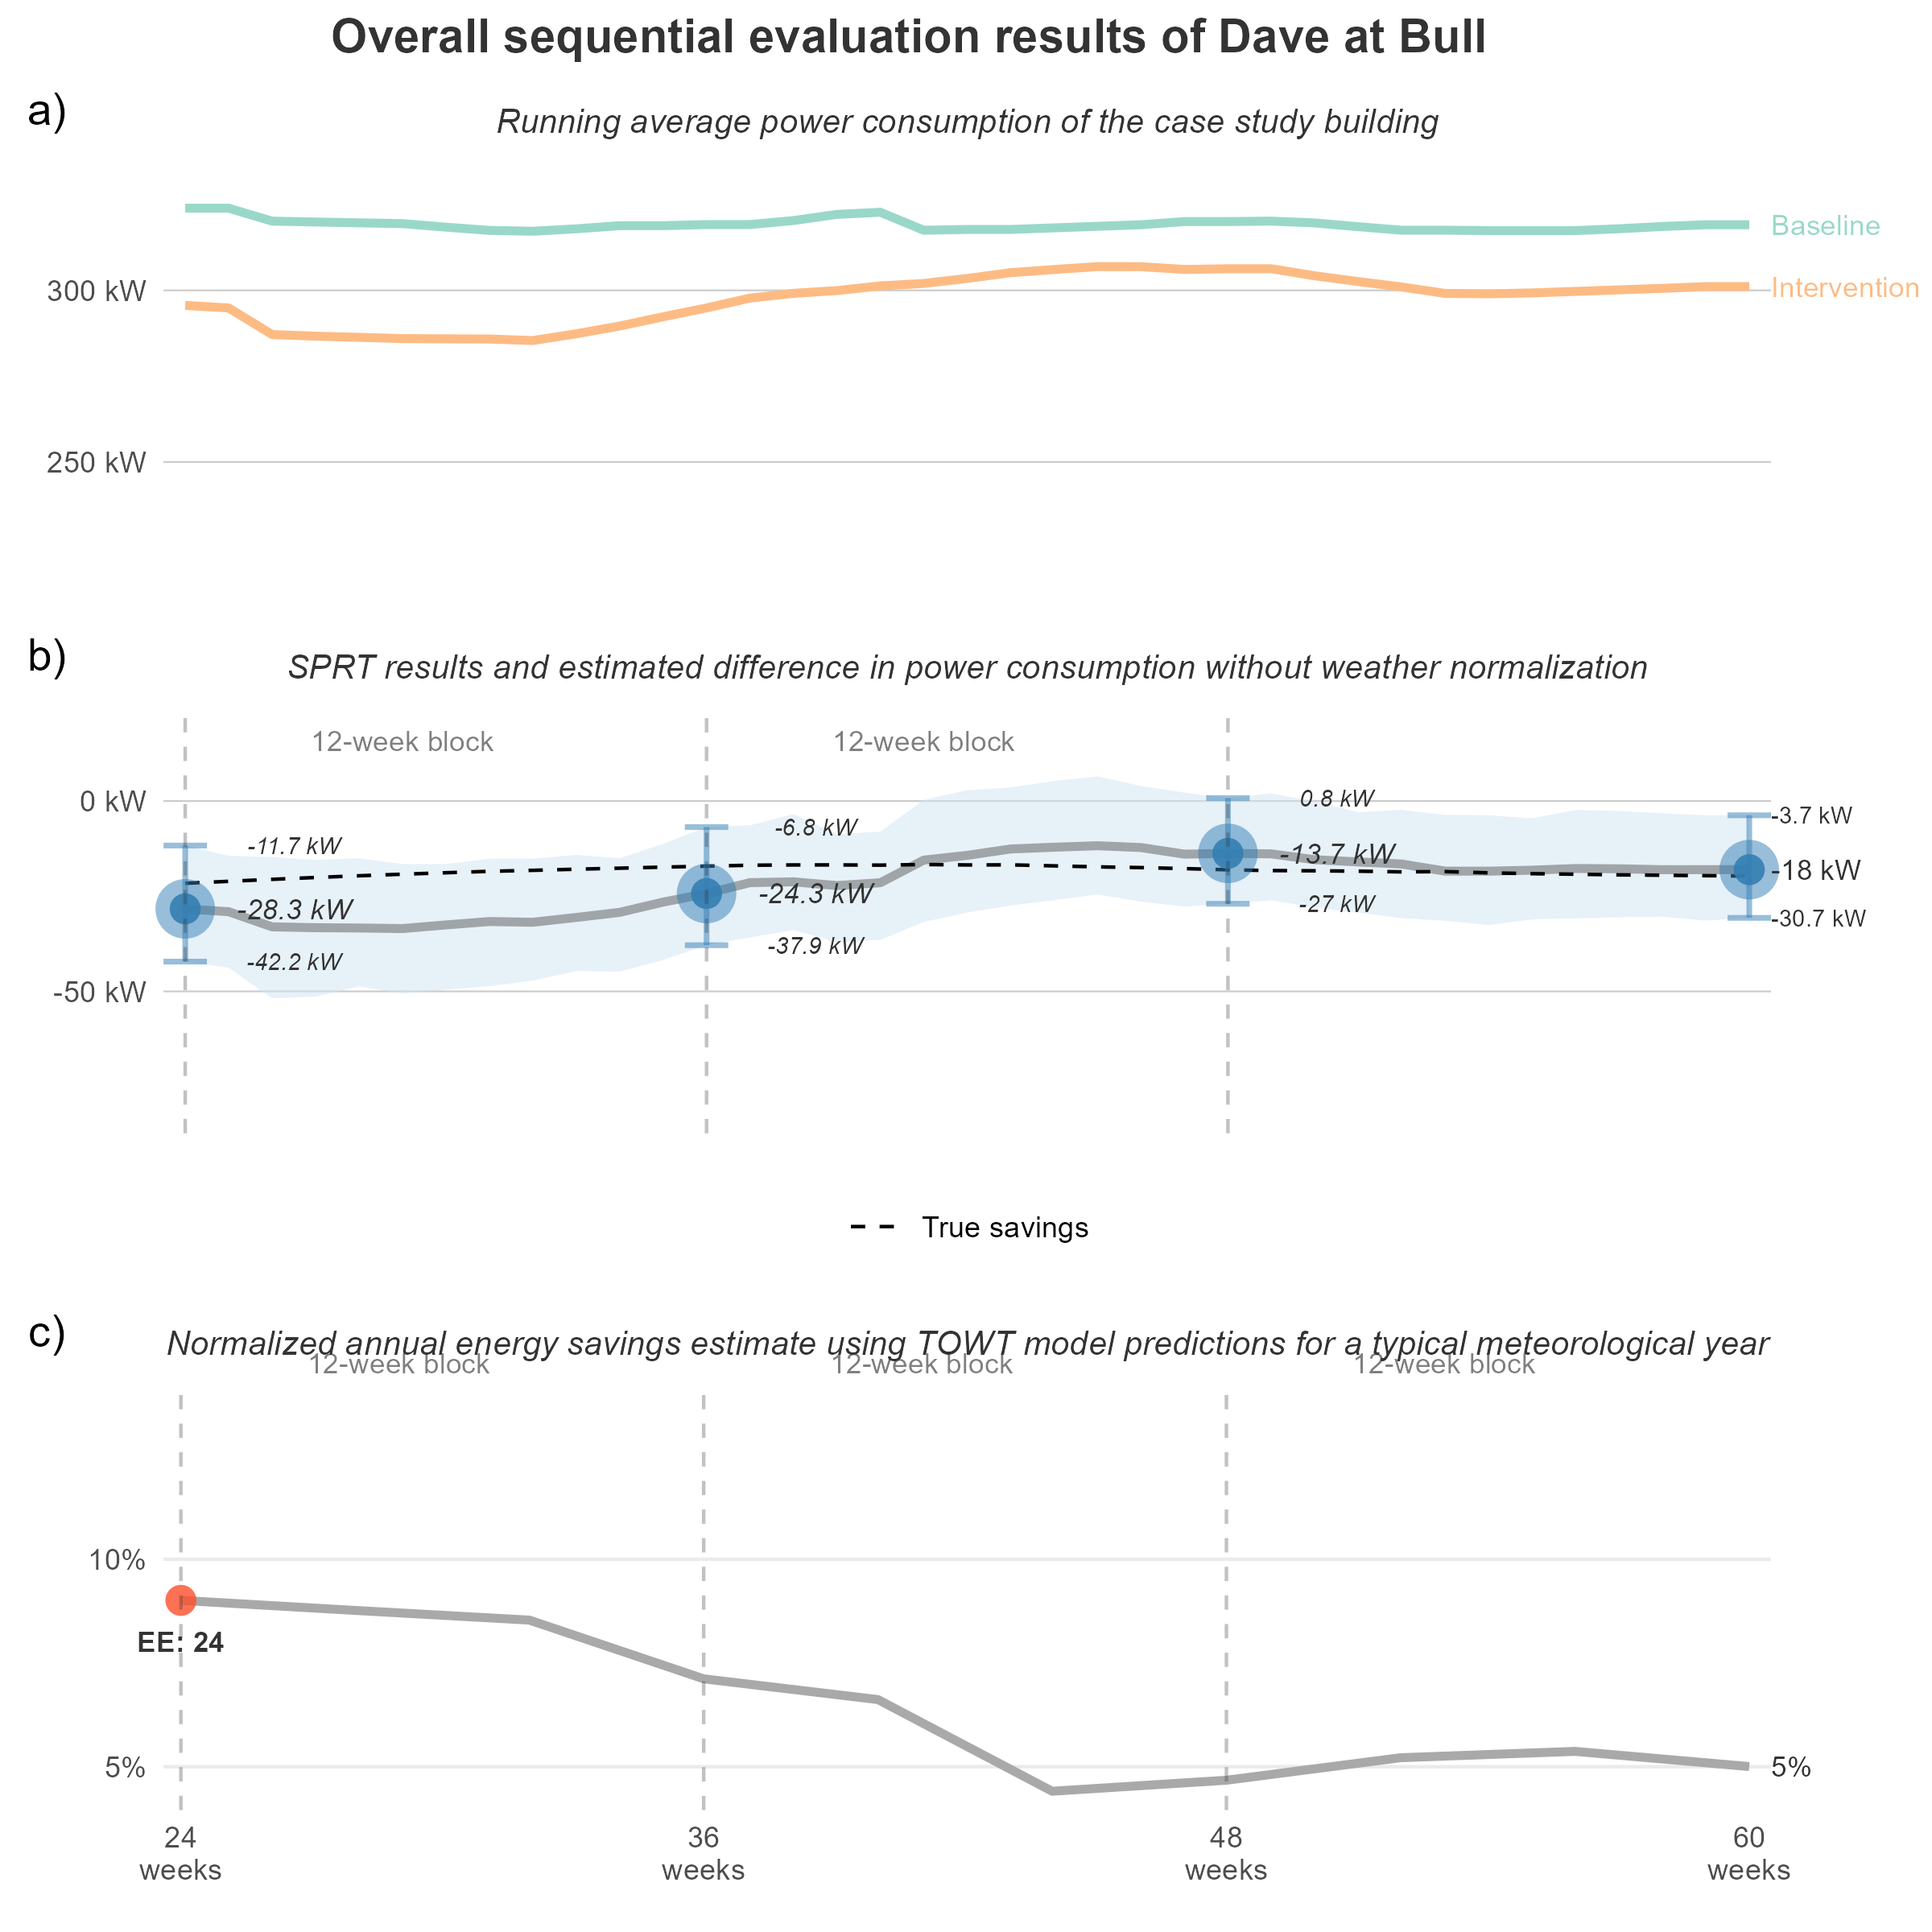 Overall sequential evaluation results of Dave at Bull
a)
Running average power consumption of the case study building
Baseline
300 kW
Intervention
250 kW
b)
SPRT results and estimated difference in power consumption without weather normalization
12-week block
12-week block
0 kW
0.8 kW
-3.7 kW
-6.8 kW
-11.7 kW
-13.7 kW
-18 kW
-24.3 kW
-28.3 kW
-27 kW
-30.7 kW
-37.9 kW
-42.2 kW
-50 kW
True savings
c)
Normalized annual energy savings estimate using TOWT model predictions for a typical meteorological year
12-week block
12-week block
12-week block
10%
EE: 24
5%
5%
24
weeks
36
weeks
48
weeks
60
weeks